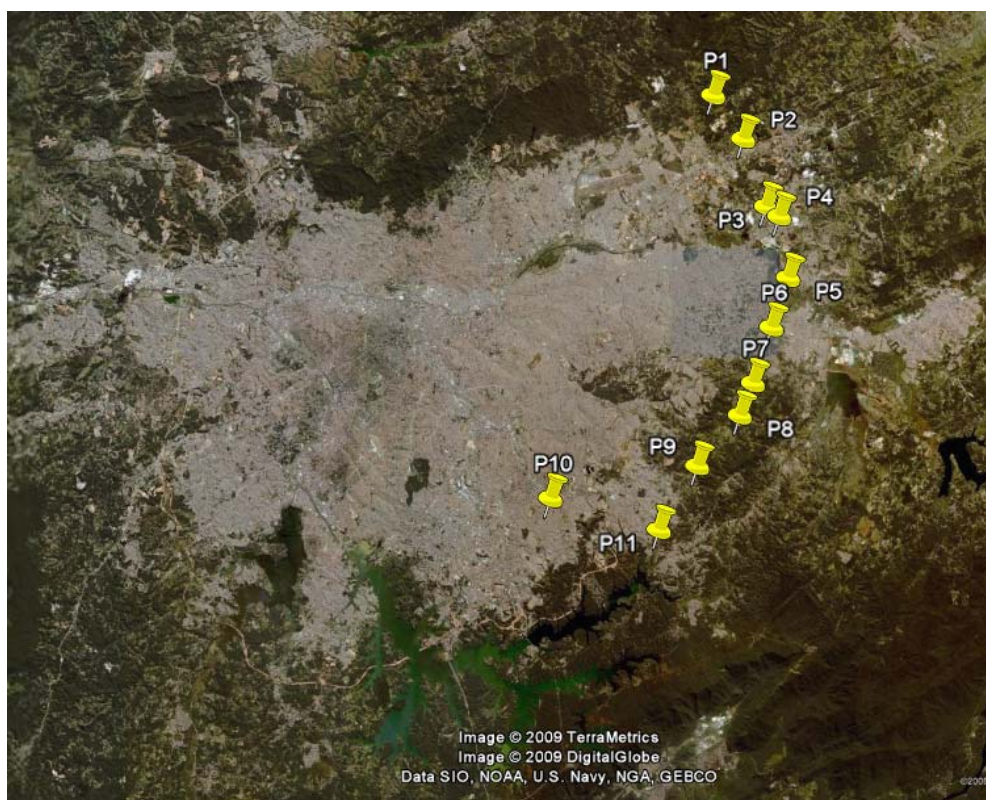 P1
P2
P4
P3
P5
P6
P7
P8
P9
P10
P11
Image © 2009 TerraMetrics
Image © 2009 DigitalGlobe
Data SIO, NOAA, U.S. Navy, NGA, GEBCO
©2009